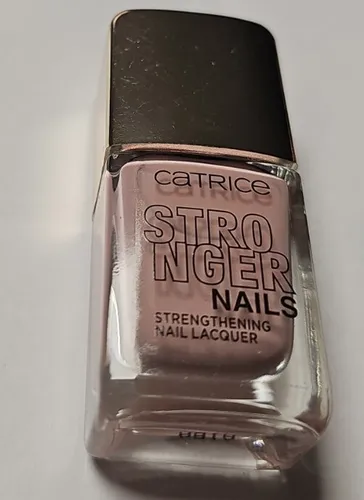 CATRICE
STRO
NGER
NAILS
STRENGTHENING
NAIL LACQUER